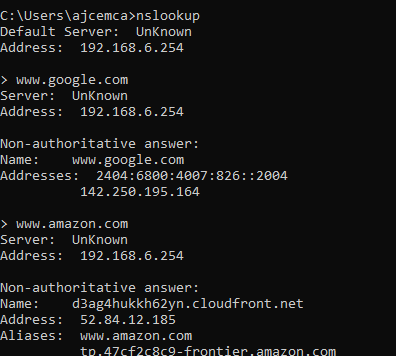 C:\Users\ajcemca>nslookup
Default Server:  UnKnown
Address:  192.168.6.254
> www.google.com
Server:  UnKnown
Address:  192.168.6.254
Non-authoritative answer:
Name:    www.google.com
Addresses:  2404:6800:4007:826::2004
          142.250.195.164
> www.amazon.com
Server:  UnKnown
Address:  192.168.6.254
Non-authoritative answer:
Name:    d3ag4hukkh62yn.cloudfront.net
Address:  52.84.12.185
Aliases:  www.amazon.com
          tp.47cf2c8c9-frontier.amazon.com